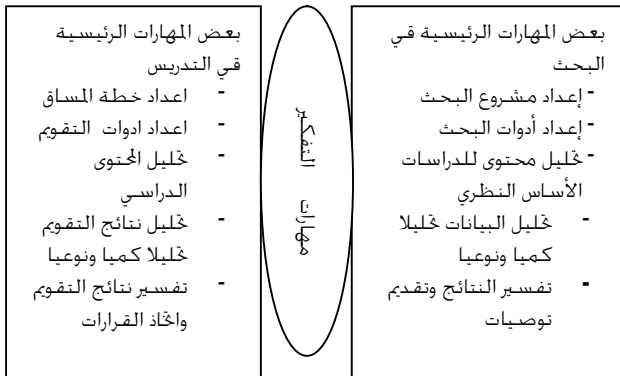 بعض المهارات الرئيسية قي
البحث
- إعداد مشروع البحث
- إعداد أدوات البحث
- تحليل محتوى للدراسات
الأساس النظري
- تحليل البيانات تحليلا
كميا ونوعيا
- تفسير النتائج وتقديم
توصيات
مهارات التفكير
بعض المهارات الرئيسية
قي التدريس
- اعداد خطة المساق
- اعداد ادوات التقويم
- تحليل المحتوى
الدراسي
- تحليل نتائج التقويم
تحليلا كميا ونوعيا
- تفسير نتائج التقويم
واتخاذ القرارات